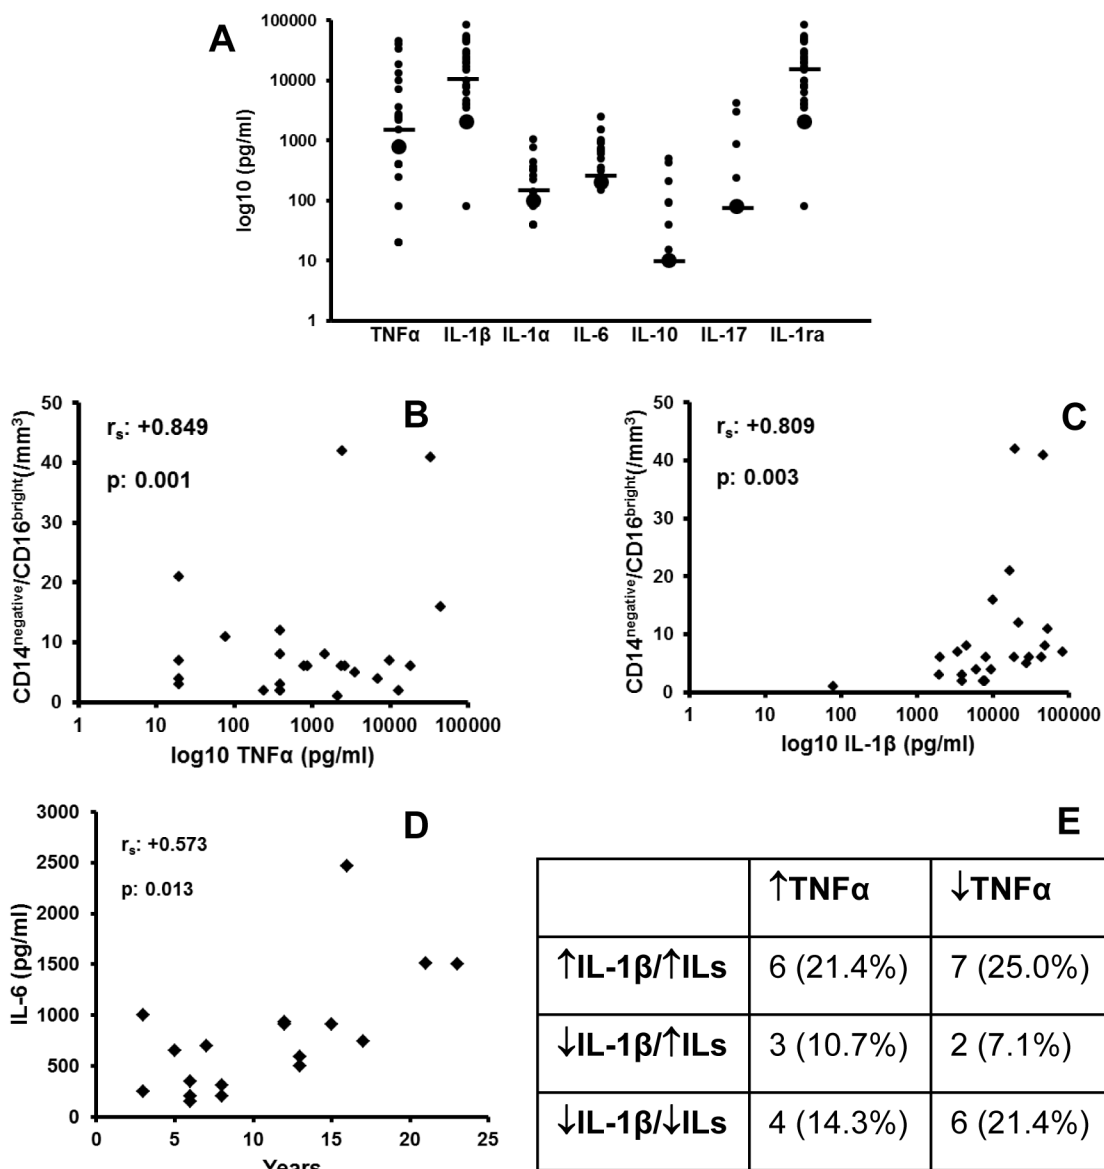 A
100000
10000
1000
100
10
1
log10 (pg/ml)
TNFα IL-1β IL-1α IL-6 IL-10 IL-17 IL-1ra
B
rs: +0.849
p: 0.001
50
40
30
20
10
0
CD14negative/CD16bright(/mm3)
1 10 100 1000 10000 100000
log10 TNFα (pg/ml)
C
rs: +0.809
p: 0.003
50
40
30
20
10
0
CD14negative/CD16bright(/mm3)
1 10 100 1000 10000 100000
log10 IL-1β (pg/ml)
D
rs: +0.573
p: 0.013
3000
2500
2000
1500
1000
500
0
IL-6 (pg/ml)
0 5 10 15 20 25
Years
E
↑TNFα ↓TNFα
↑IL-1β/↑ILs 6 (21.4%) 7 (25.0%)
↓IL-1β/↑ILs 3 (10.7%) 2 (7.1%)
↓IL-1β/↓ILs 4 (14.3%) 6 (21.4%)